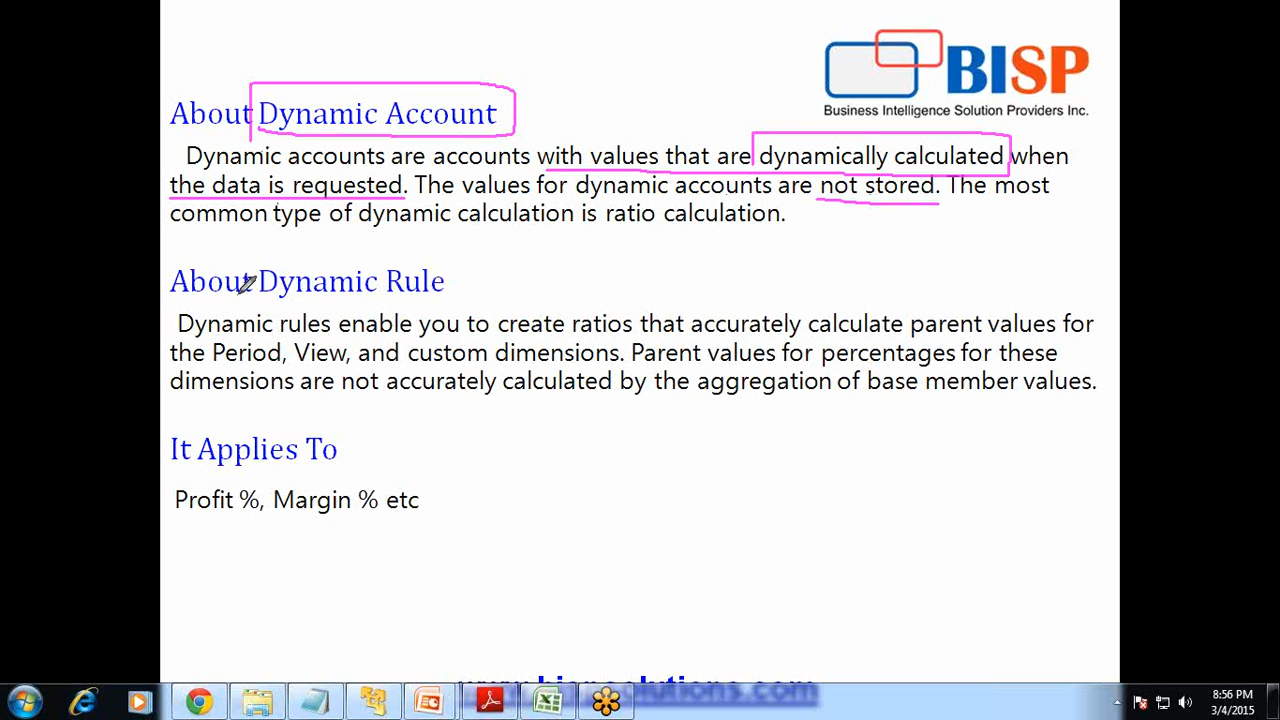 BISP
Business Intelligence Solution Providers Inc.
About Dynamic Account
Dynamic accounts are accounts with values that are dynamically calculated when
the data is requested. The values for dynamic accounts are not stored. The most
common type of dynamic calculation is ratio calculation.
About Dynamic Rule
Dynamic rules enable you to create ratios that accurately calculate parent values for
the Period, View, and custom dimensions. Parent values for percentages for these
dimensions are not accurately calculated by the aggregation of base member values.
It Applies To
Profit %, Margin % etc
8:56 PM
3/4/2015